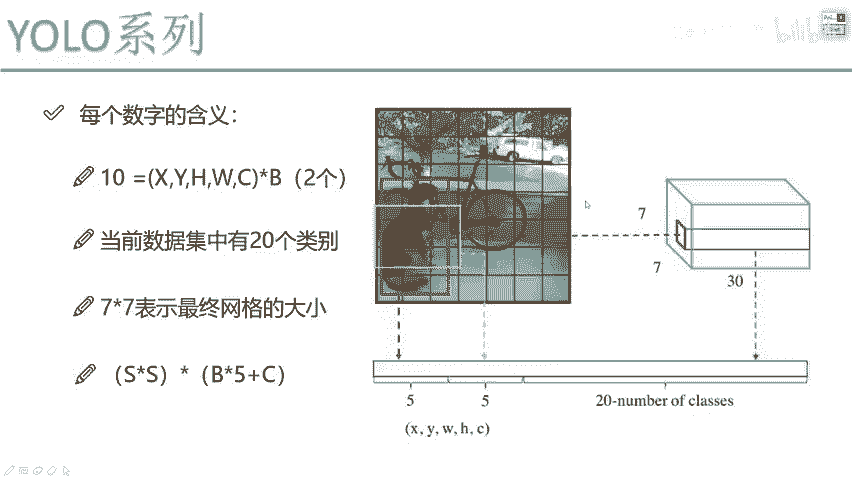 YOLO系列
每个数字的含义：
10 =(X,Y,H,W,C)*B（2个）
当前数据集中有20个类别
7*7表示最终网格的大小
（S*S）*（B*5+C）
7
7
30
5
5
20-number of classes
(x, y, w, h, c)
bilibili